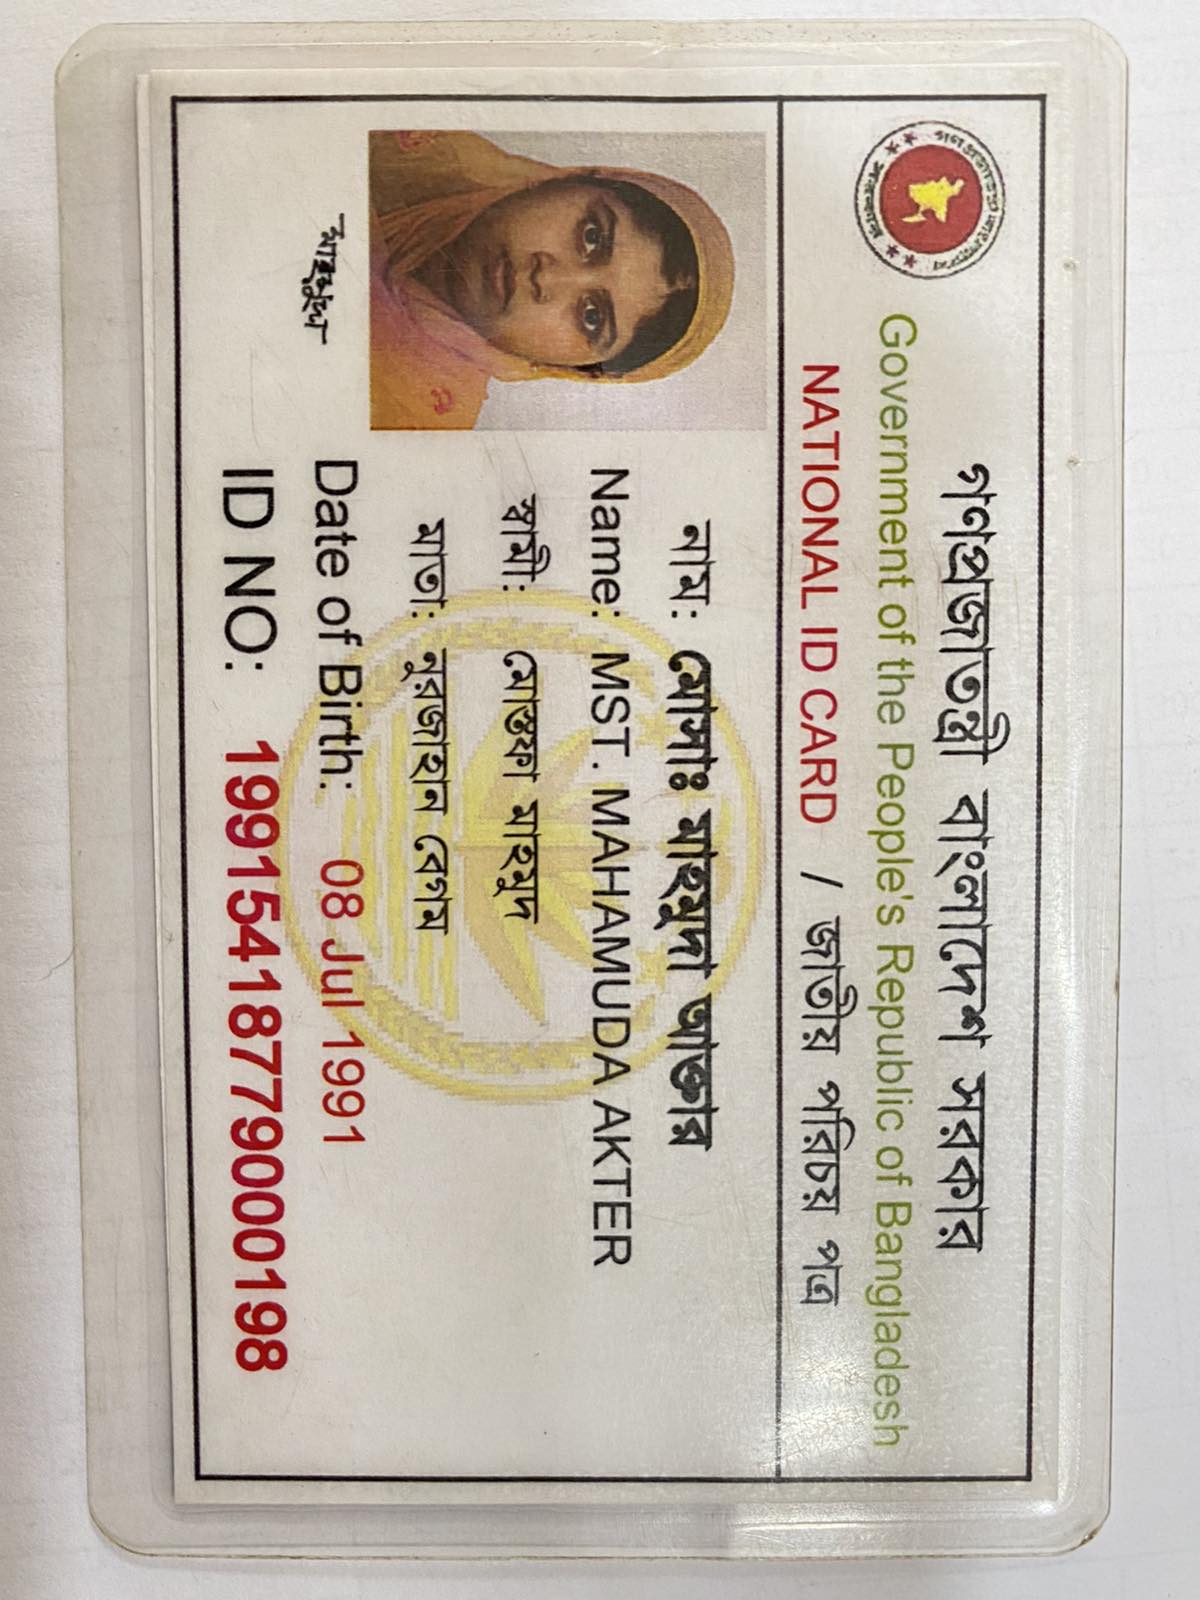 গণপ্রজাতন্ত্রী বাংলাদেশ সরকার
Government of the People's Republic of Bangladesh
NATIONAL ID CARD / জাতীয় পরিচয় পত্র
নাম: মোসাঃ মাহমুদা আক্তার
Name: MST. MAHAMUDA AKTER
স্বামী: মোস্তফা মাহমুদ
মাতা: নুরজাহান বেগম
Date of Birth: 08 Jul 1991
ID NO: 19915418779000198
মাহমুদা